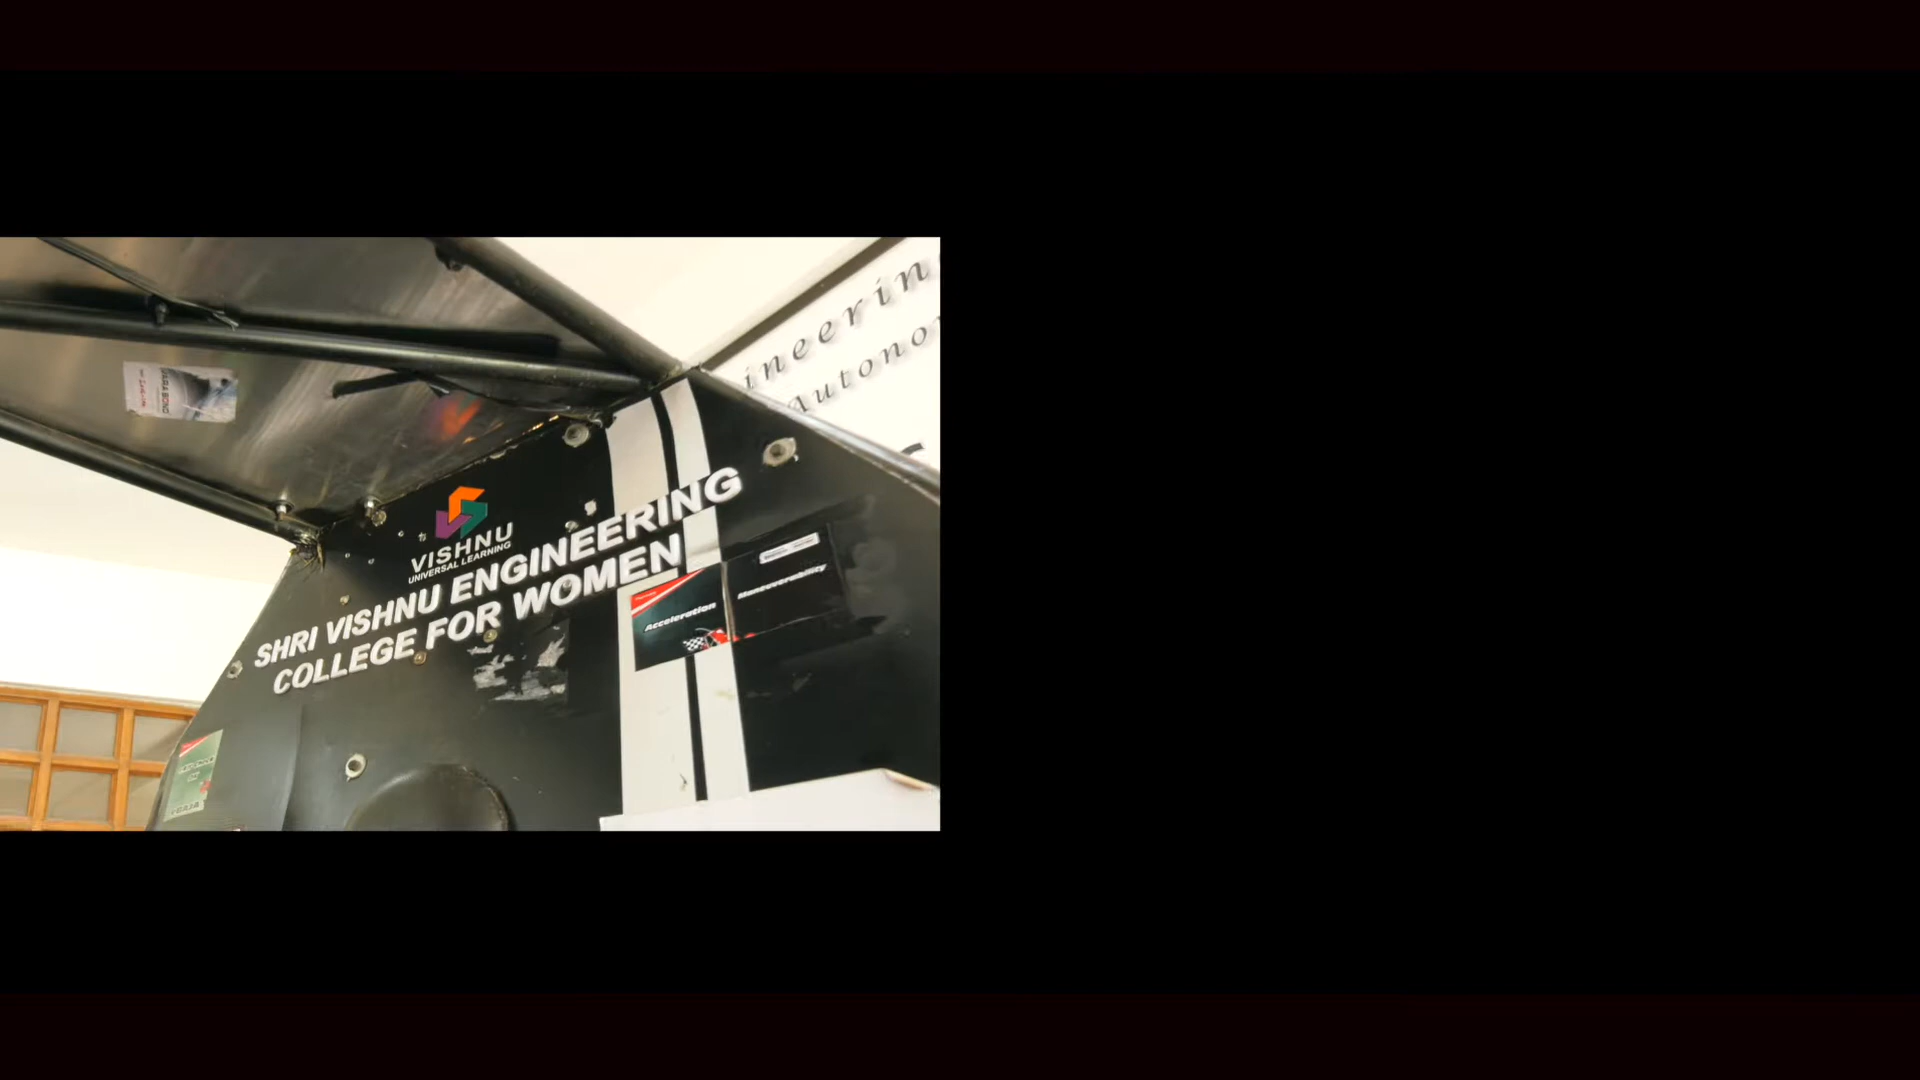 ineerin
Autono
VISHNU
UNIVERSAL LEARNING
SHRI VISHNU ENGINEERING
COLLEGE FOR WOMEN
Acceleration
Maneuverability